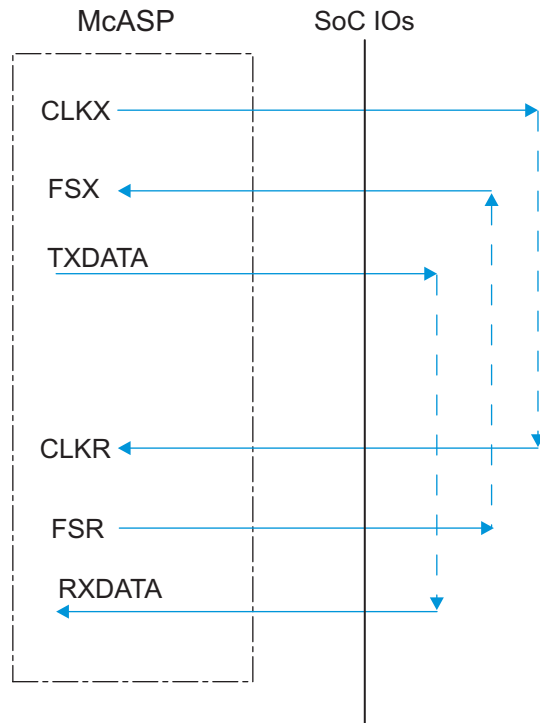 McASP
SoC IOs
CLKX
FSX
TXDATA
CLKR
FSR
RXDATA